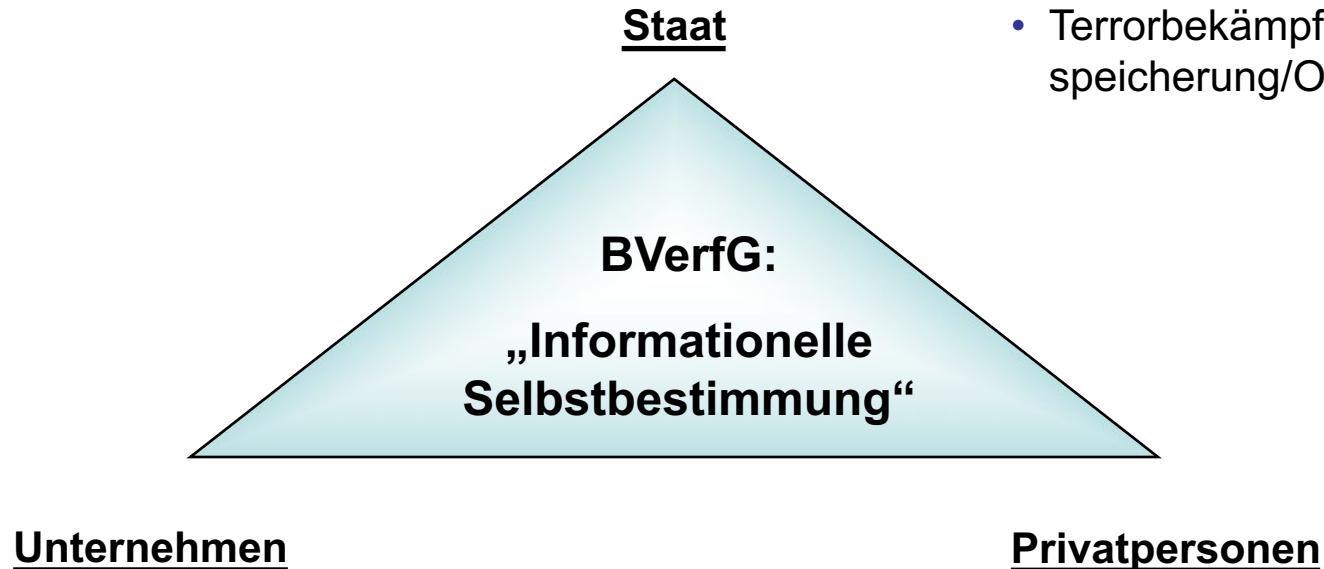 Staat
• Terrorbekämpf
speicherung/O
BVerfG:
„Informationelle
Selbstbestimmung“
Unternehmen
Privatpersonen